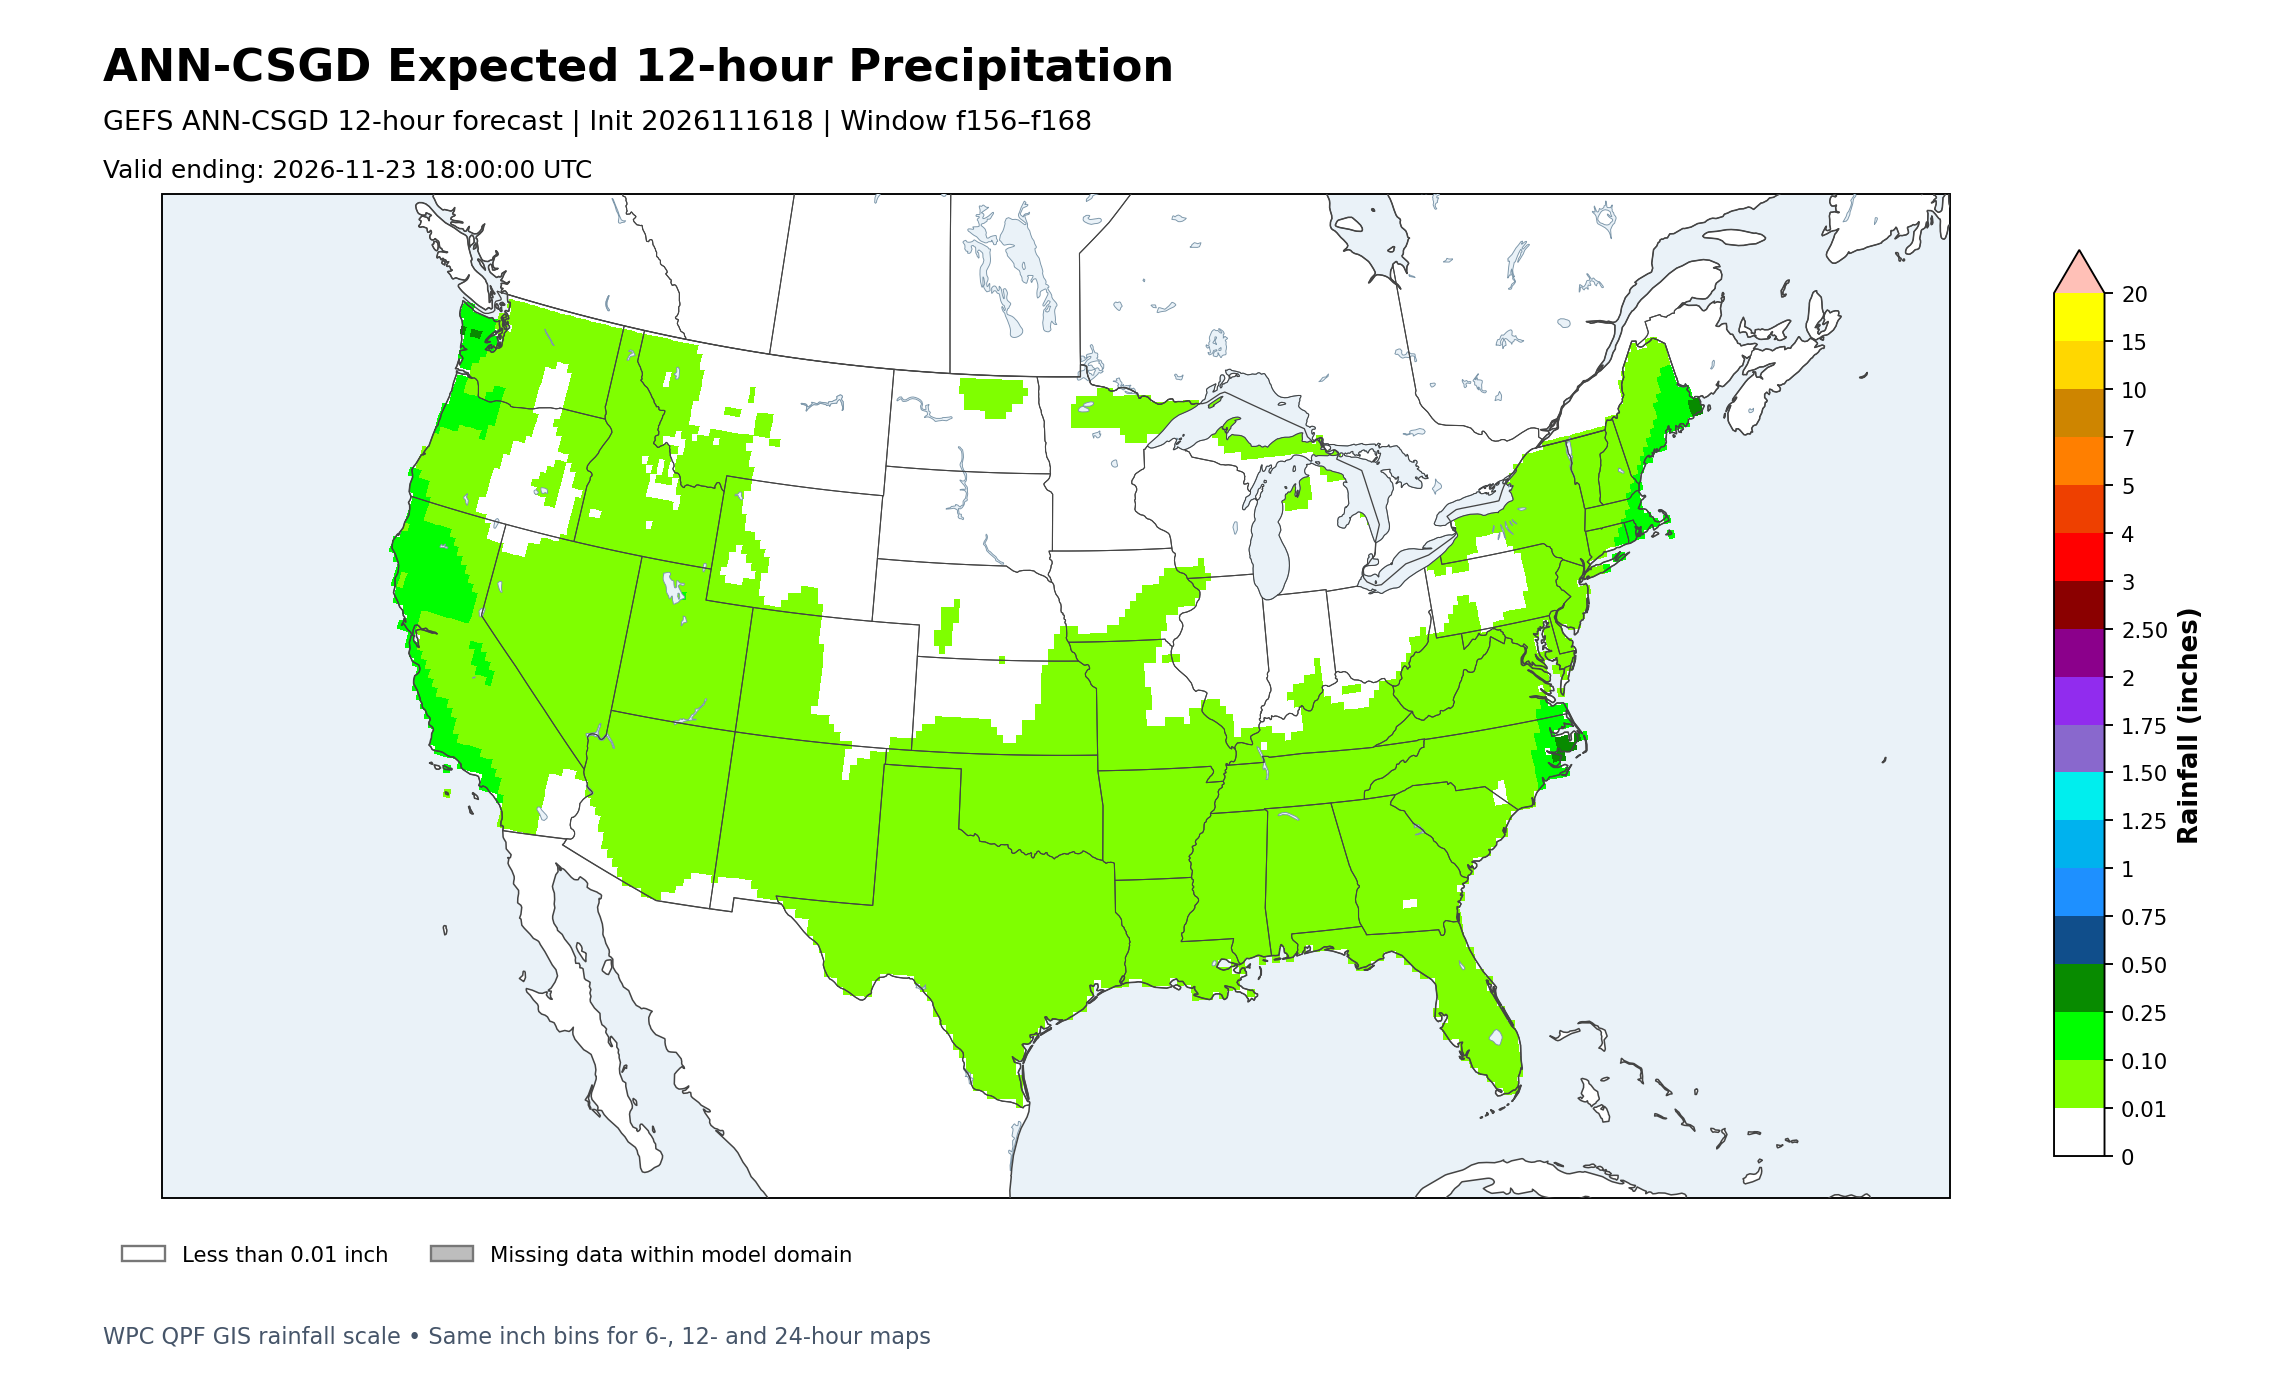 ANN-CSGD Expected 12-hour Precipitation
GEFS ANN-CSGD 12-hour forecast | Init 2026111618 | Window f156–f168
Valid ending: 2026-11-23 18:00:00 UTC
20
15
10
7
5
4
3
2.50
2
1.75
1.50
1.25
1
0.75
0.50
0.25
0.10
0.01
0
Rainfall (inches)
Less than 0.01 inch
Missing data within model domain
WPC QPF GIS rainfall scale • Same inch bins for 6-, 12- and 24-hour maps